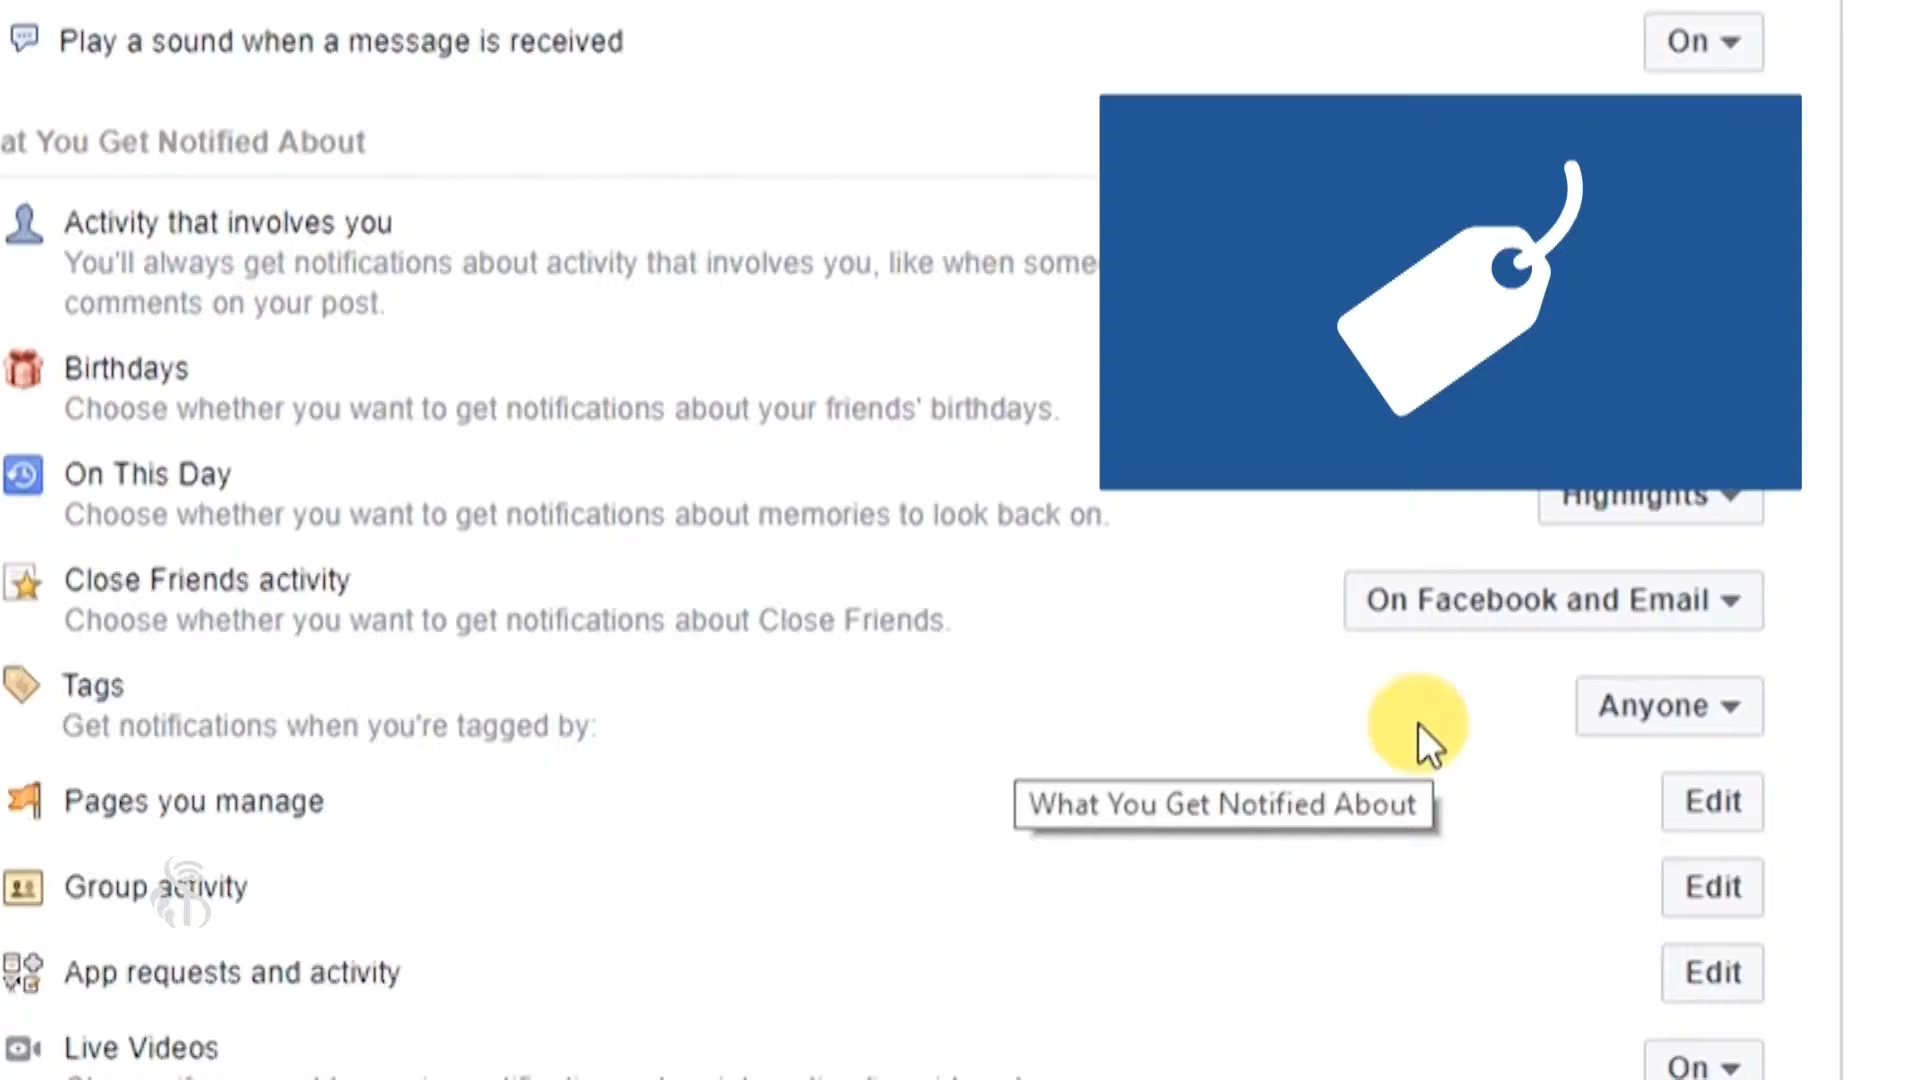 Play a sound when a message is received
On
at You Get Notified About
Activity that involves you
You'll always get notifications about activity that involves you, like when some
comments on your post.
Birthdays
Choose whether you want to get notifications about your friends' birthdays.
On This Day
Highlights
Choose whether you want to get notifications about memories to look back on.
Close Friends activity
On Facebook and Email
Choose whether you want to get notifications about Close Friends.
Tags
Anyone
Get notifications when you're tagged by:
Pages you manage
Edit
What You Get Notified About
Group activity
Edit
App requests and activity
Edit
Live Videos
On